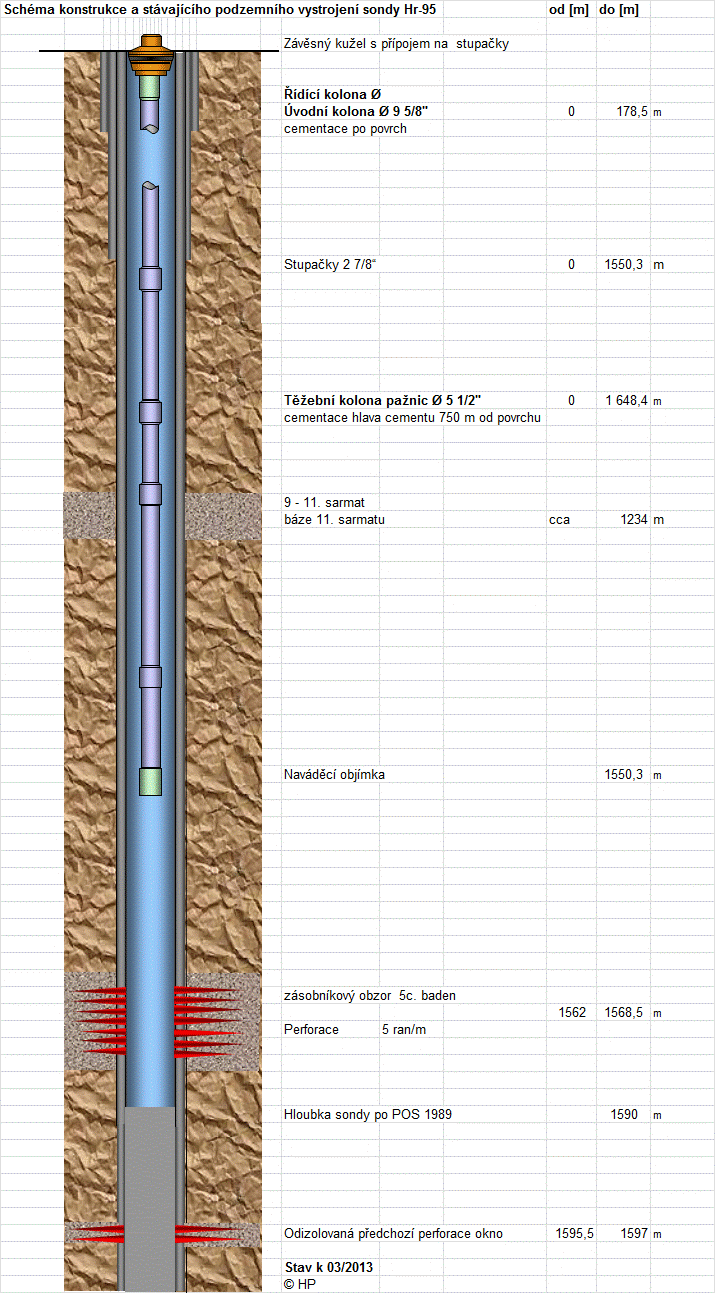 Schéma konstrukce a stávajícího podzemního vystrojení sondy Hr-95 od [m] do [m]
Závěsný kužel s přípojem na stupačky
Řídící kolona Ø
Úvodní kolona Ø 9 5/8" 0 178,5 m
cementace po povrch
Stupačky 2 7/8“ 0 1550,3 m
Těžební kolona pažnic Ø 5 1/2" 0 1 648,4 m
cementace hlava cementu 750 m od povrchu
9 - 11. sarmat
báze 11. sarmatu cca 1234 m
Naváděcí objímka 1550,3 m
zásobníkový obzor 5c. baden
1562 1568,5 m
Perforace 5 ran/m
Hloubka sondy po POS 1989 1590 m
Odizolovaná předchozí perforace okno 1595,5 1597 m
Stav k 03/2013
© HP